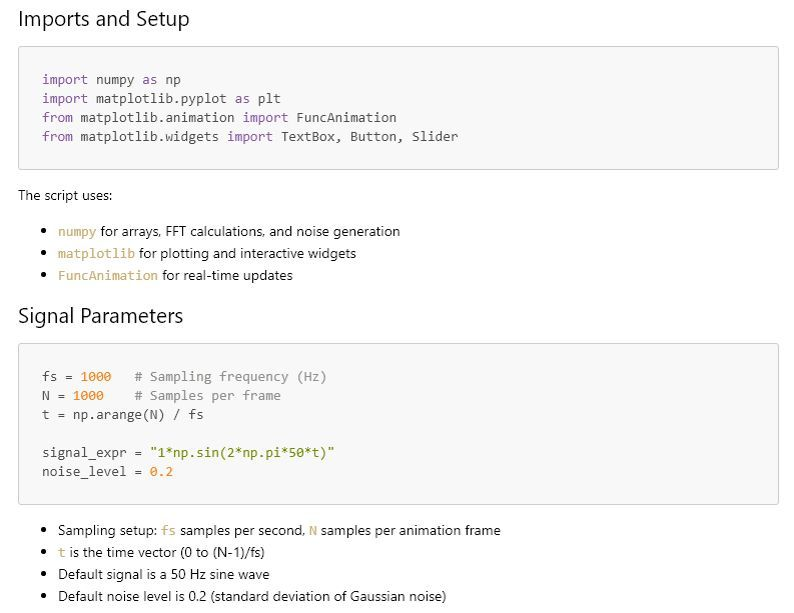 Imports and Setup
import numpy as np
import matplotlib.pyplot as plt
from matplotlib.animation import FuncAnimation
from matplotlib.widgets import TextBox, Button, Slider
The script uses:
• numpy for arrays, FFT calculations, and noise generation
• matplotlib for plotting and interactive widgets
• FuncAnimation for real-time updates
Signal Parameters
fs = 1000   # Sampling frequency (Hz)
N = 1000    # Samples per frame
t = np.arange(N) / fs
signal_expr = "1*np.sin(2*np.pi*50*t)"
noise_level = 0.2
• Sampling setup: fs samples per second, N samples per animation frame
• t is the time vector (0 to (N-1)/fs)
• Default signal is a 50 Hz sine wave
• Default noise level is 0.2 (standard deviation of Gaussian noise)